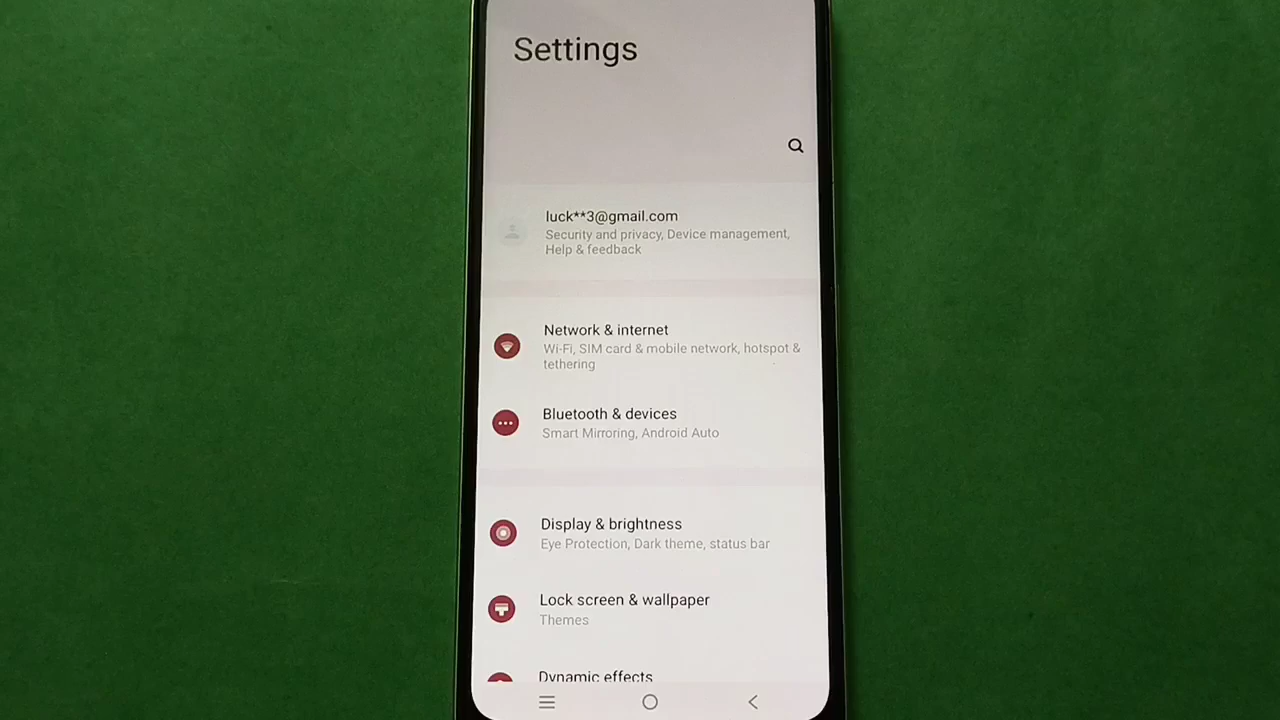 Settings
luck**3@gmail.com
Security and privacy, Device management,
Help & feedback
Network & internet
Wi-Fi, SIM card & mobile network, hotspot &
tethering
Bluetooth & devices
Smart Mirroring, Android Auto
Display & brightness
Eye Protection, Dark theme, status bar
Lock screen & wallpaper
Themes
Dynamic effects